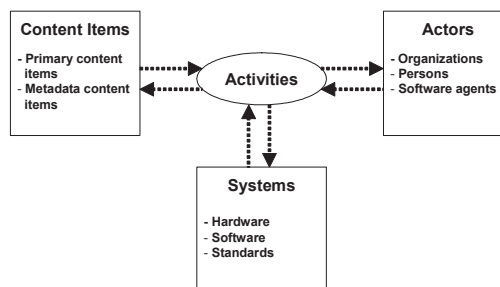 Content Items
- Primary content
items
- Metadata content
items
Activities
Actors
- Organizations
- Persons
- Software agents
Systems
- Hardware
- Software
- Standards